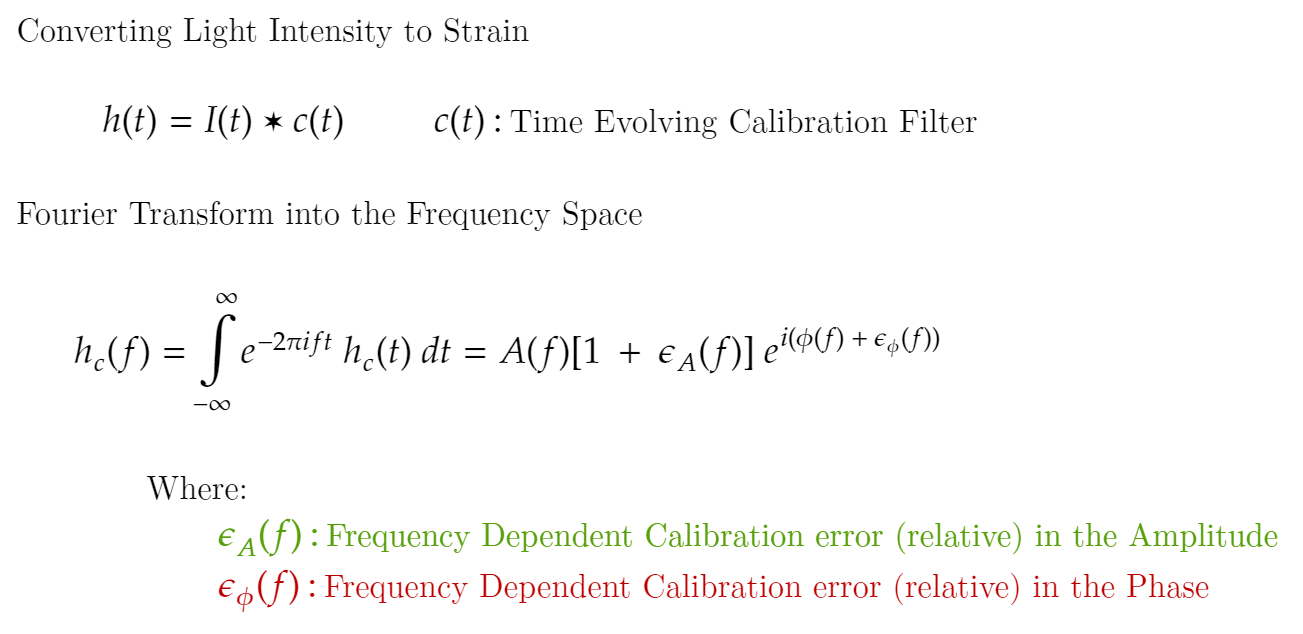 Converting Light Intensity to Strain
h(t) = I(t) ✶ c(t) c(t) : Time Evolving Calibration Filter
Fourier Transform into the Frequency Space
h_c(f) = ∫_{−∞}^{∞} e^{−2πift} h_c(t) dt = A(f)[1 + ϵ_A(f)] e^{i(ϕ(f) + ϵ_ϕ(f))}
Where:
ϵ_A(f) : Frequency Dependent Calibration error (relative) in the Amplitude
ϵ_ϕ(f) : Frequency Dependent Calibration error (relative) in the Phase